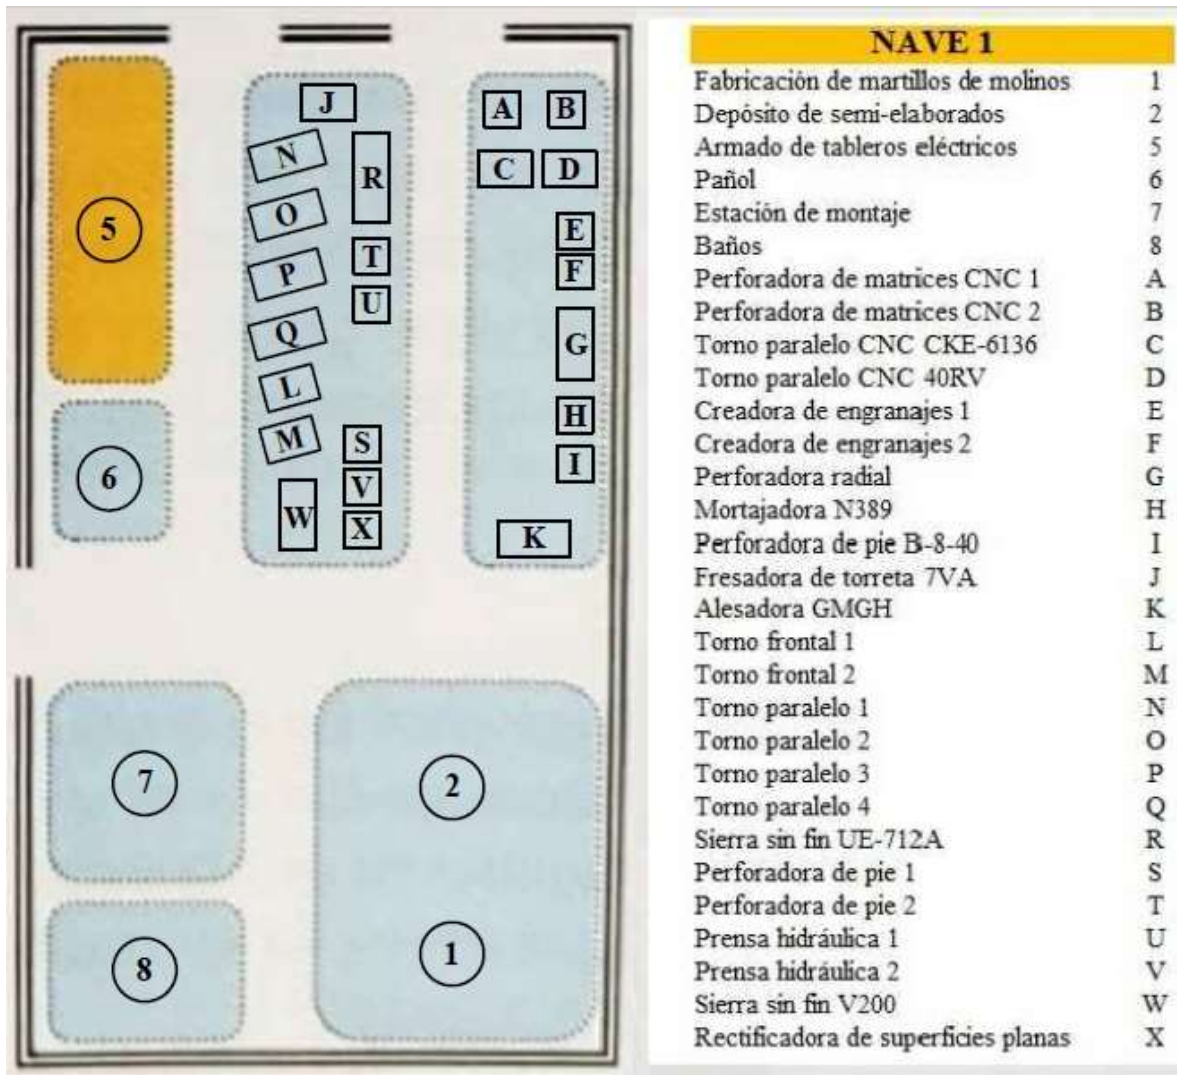 J
A B
N
R
C D
5
O
E
T
F
P
U
Q
G
L
H
M
S
I
6
V
W
X
K
7
2
8
1
NAVE 1
Fabricación de martillos de molinos 1
Depósito de semi-elaborados 2
Armado de tableros eléctricos 5
Pañol 6
Estación de montaje 7
Baños 8
Perforadora de matrices CNC 1 A
Perforadora de matrices CNC 2 B
Torno paralelo CNC CKE-6136 C
Torno paralelo CNC 40RV D
Creadora de engranajes 1 E
Creadora de engranajes 2 F
Perforadora radial G
Mortajadora N389 H
Perforadora de pie B-8-40 I
Fresadora de torreta 7VA J
Alesadora GMGH K
Torno frontal 1 L
Torno frontal 2 M
Torno paralelo 1 N
Torno paralelo 2 O
Torno paralelo 3 P
Torno paralelo 4 Q
Sierra sin fin UE-712A R
Perforadora de pie 1 S
Perforadora de pie 2 T
Prensa hidráulica 1 U
Prensa hidráulica 2 V
Sierra sin fin V200 W
Rectificadora de superficies planas X